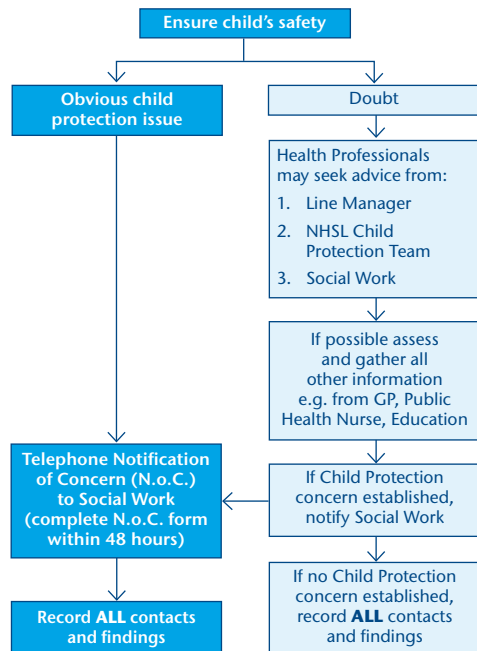 Ensure child's safety
Obvious child
protection issue
Doubt
Health Professionals
may seek advice from:
1. Line Manager
2. NHSL Child
Protection Team
3. Social Work
If possible assess
and gather all
other information
e.g. from GP, Public
Health Nurse, Education
Telephone Notification
of Concern (N.o.C.)
to Social Work
(complete N.o.C. form
within 48 hours)
If Child Protection
concern established,
notify Social Work
Record ALL contacts
and findings
If no Child Protection
concern established,
record ALL contacts
and findings